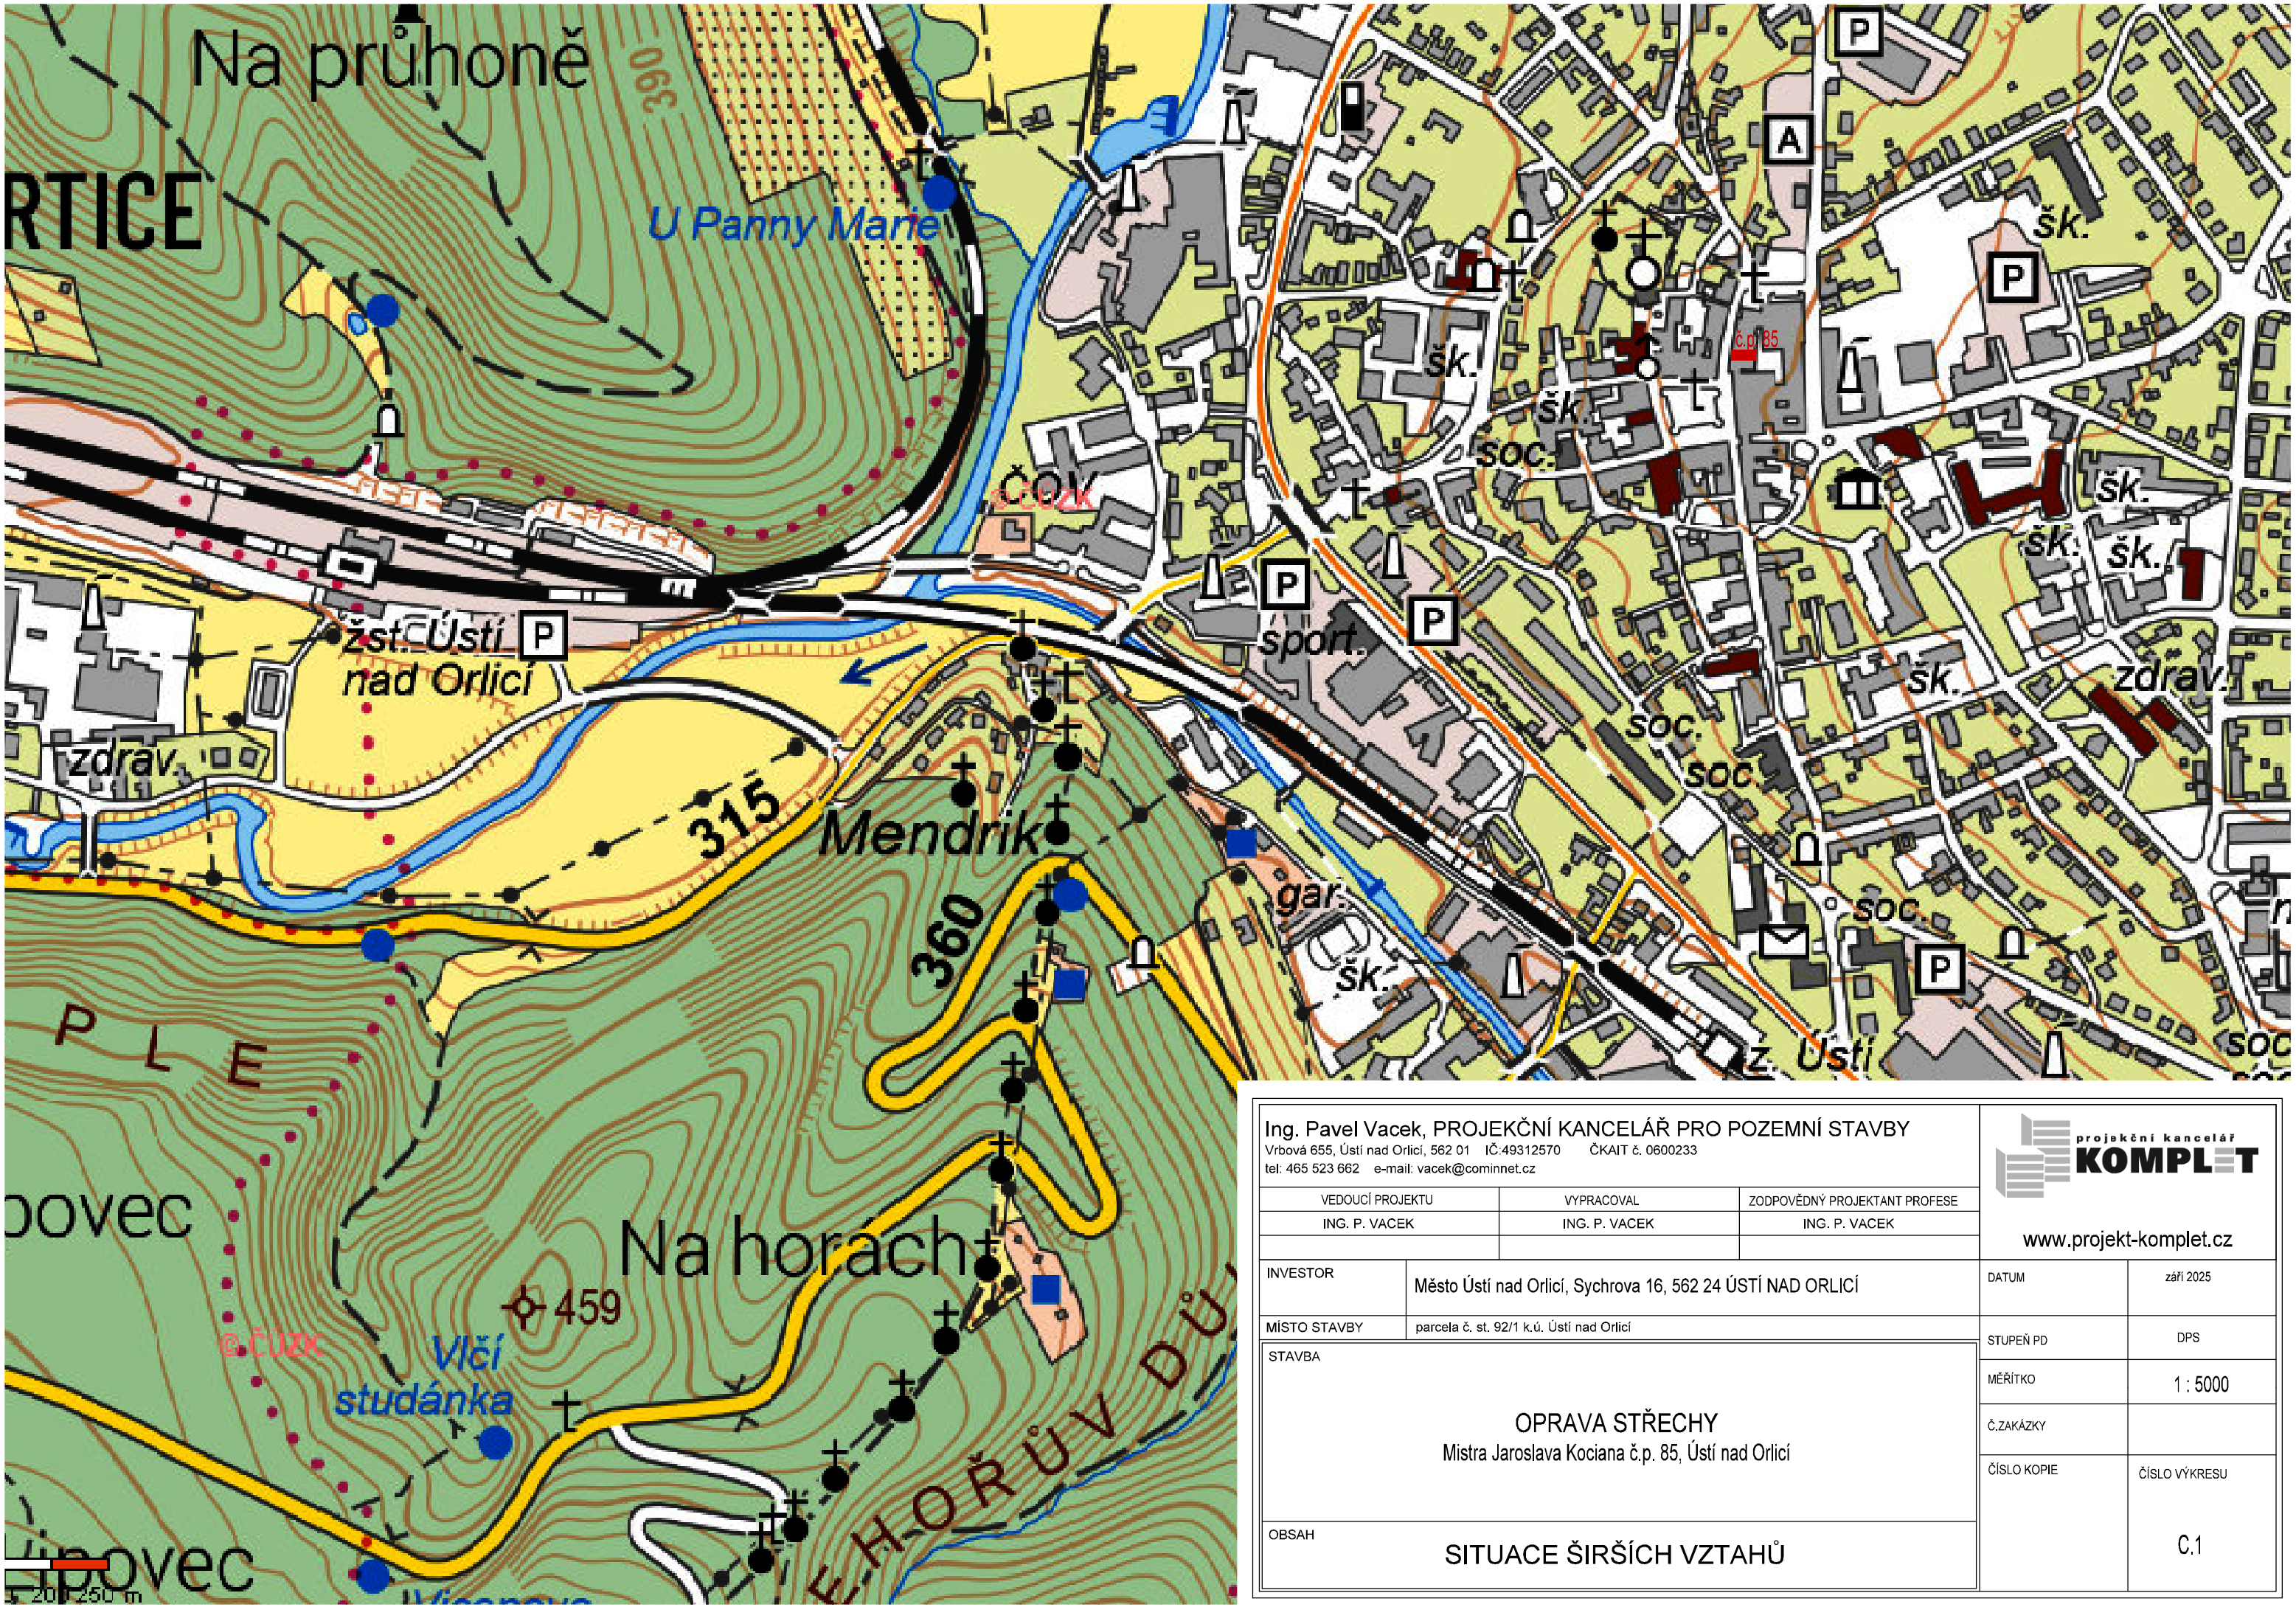 Na průhoně
390
RTICE
U Panny Marie
P
A
šk.
P
č.p. 85
šk.
šk.
soc.
ČOV
© ČÚZK
šk.
šk.
šk.
P
P
sport.
žst. Ústí
nad Orlicí
P
šk.
zdrav.
zdrav.
soc.
soc.
315
Mendrik
360
gar.
šk.
soc.
P
z. Ústí
soc
P L E
povec
Na horách
459
© ČÚZK
Vlčí
studánka
EHOŘŮV DŮ
Lipovec
200 250 m
Ing. Pavel Vacek, PROJEKČNÍ KANCELÁŘ PRO POZEMNÍ STAVBY
Vrbová 655, Ústí nad Orlicí, 562 01 IČ:49312570 ČKAIT č. 0600233
tel: 465 523 662 e-mail: vacek@cominnet.cz
projekční kancelář
KOMPLET
www.projekt-komplet.cz
VEDOUCÍ PROJEKTU VYPRACOVAL ZODPOVĚDNÝ PROJEKTANT PROFESE
ING. P. VACEK ING. P. VACEK ING. P. VACEK
INVESTOR Město Ústí nad Orlicí, Sychrova 16, 562 24 ÚSTÍ NAD ORLICÍ
MÍSTO STAVBY parcela č. st. 92/1 k.ú. Ústí nad Orlicí
STAVBA
OPRAVA STŘECHY
Mistra Jaroslava Kociana č.p. 85, Ústí nad Orlicí
OBSAH
SITUACE ŠIRŠÍCH VZTAHŮ
DATUM září 2025
STUPEŇ PD DPS
MĚŘÍTKO 1 : 5000
Č.ZAKÁZKY
ČÍSLO KOPIE ČÍSLO VÝKRESU
C.1